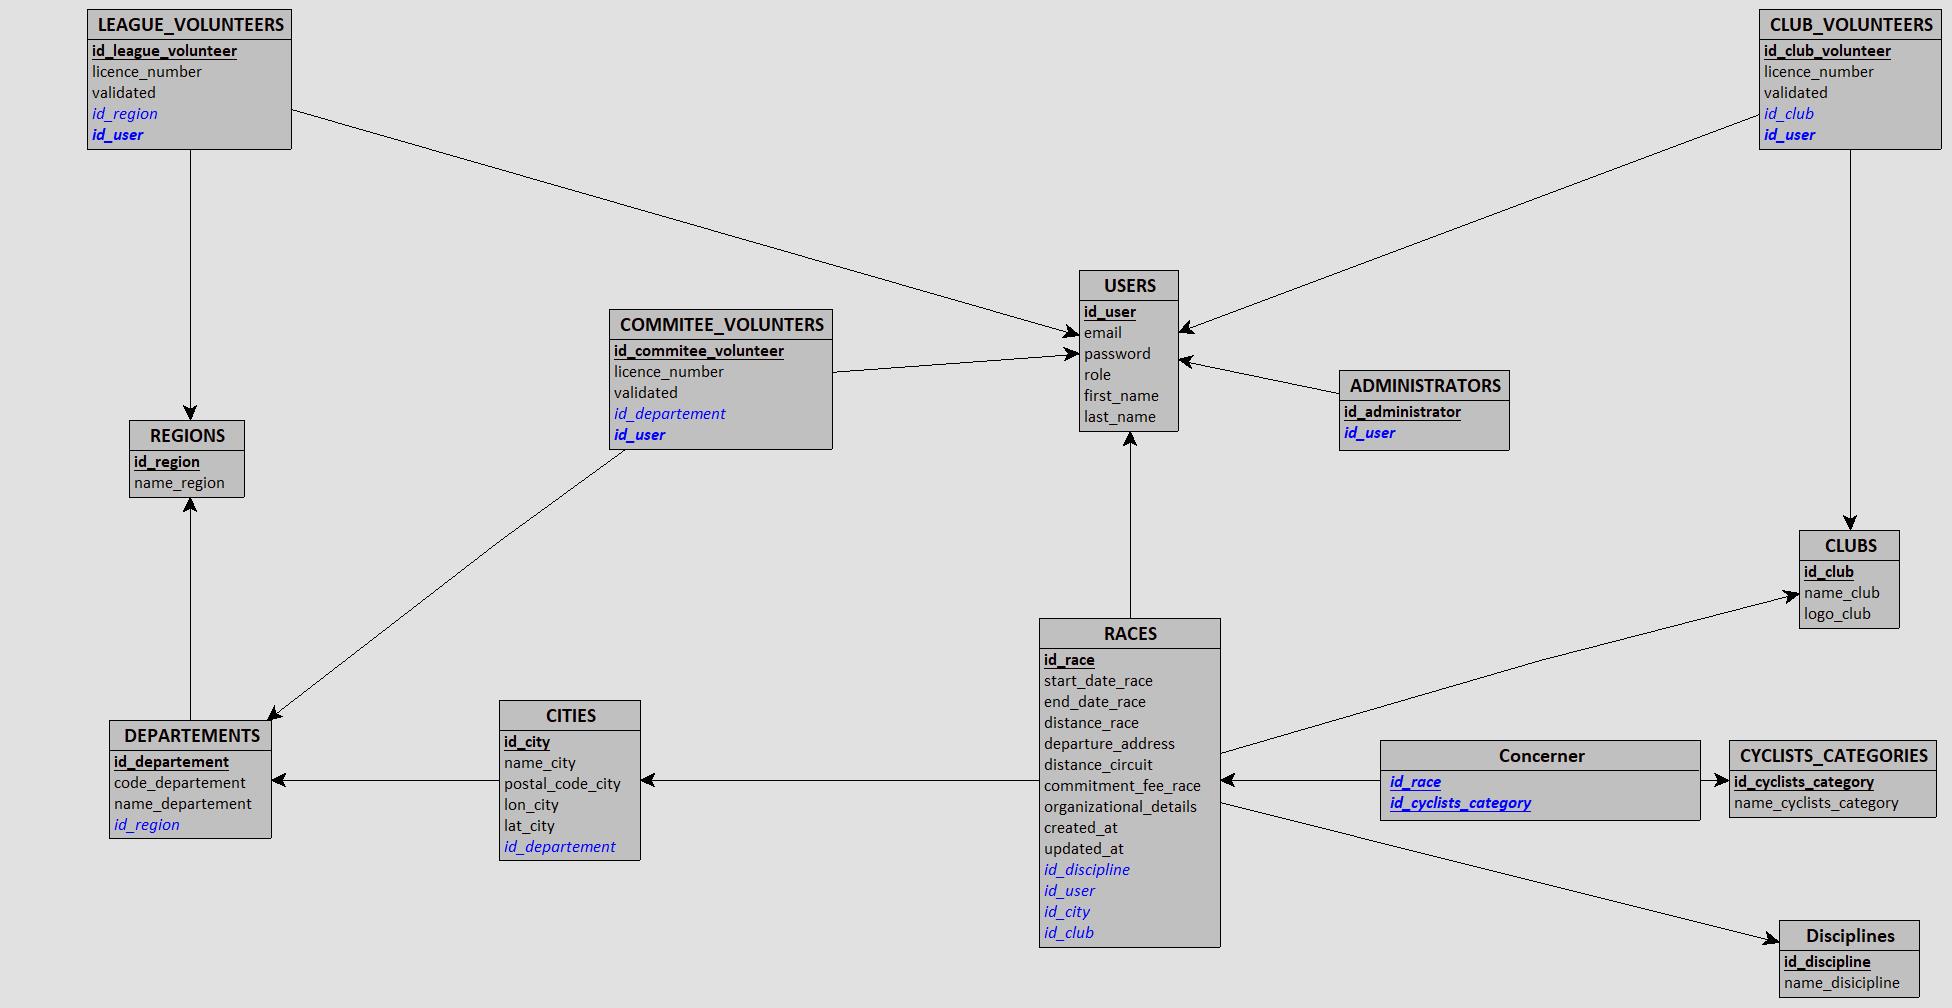 LEAGUE_VOLUNTEERS
id_league_volunteer
licence_number
validated
id_region
id_user
CLUB_VOLUNTEERS
id_club_volunteer
licence_number
validated
id_club
id_user
USERS
id_user
email
password
role
first_name
last_name
COMMITEE_VOLUNTERS
id_commitee_volunteer
licence_number
validated
id_departement
id_user
ADMINISTRATORS
id_administrator
id_user
REGIONS
id_region
name_region
CLUBS
id_club
name_club
logo_club
RACES
id_race
start_date_race
end_date_race
distance_race
departure_address
distance_circuit
commitment_fee_race
organizational_details
created_at
updated_at
id_discipline
id_user
id_city
id_club
DEPARTEMENTS
id_departement
code_departement
name_departement
id_region
CITIES
id_city
name_city
postal_code_city
lon_city
lat_city
id_departement
Concerner
id_race
id_cyclists_category
CYCLISTS_CATEGORIES
id_cyclists_category
name_cyclists_category
Disciplines
id_discipline
name_disicipline